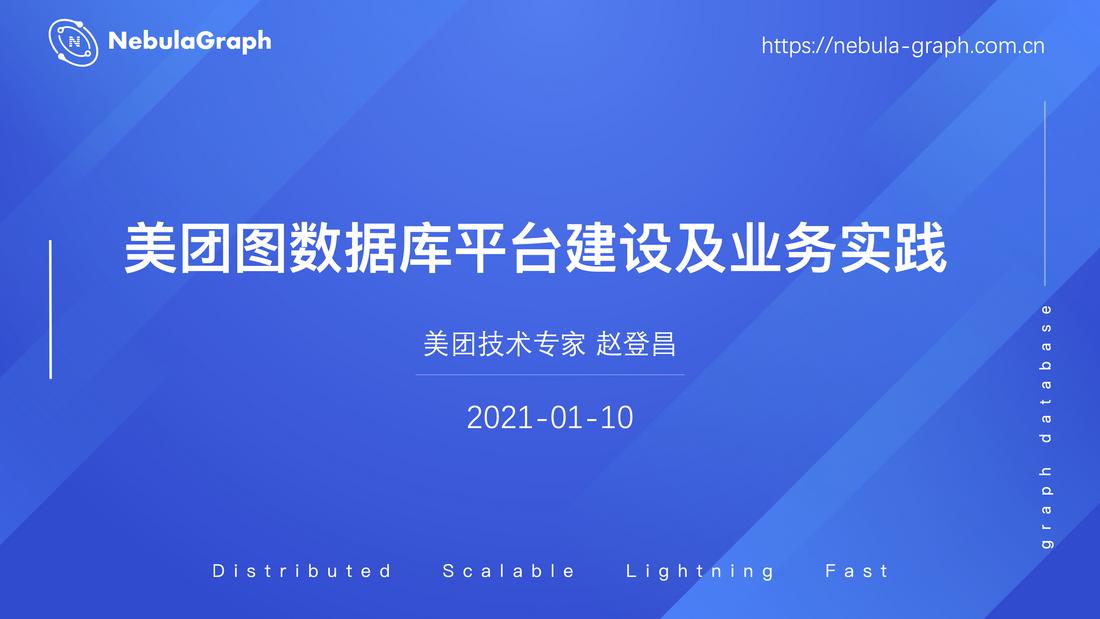 NebulaGraph
https://nebula-graph.com.cn
美团图数据库平台建设及业务实践
美团技术专家 赵登昌
2021-01-10
graph database
Distributed Scalable Lightning Fast